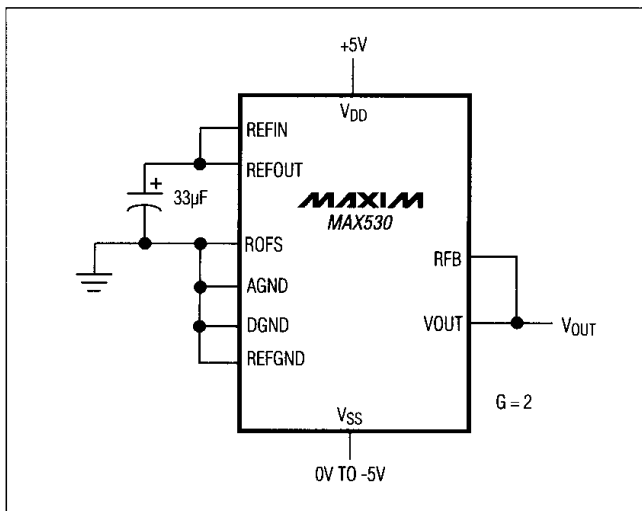 +5V
VDD
REFIN
REFOUT
+
33µF
MAXIM
MAX530
ROFS
RFB
AGND
DGND
VOUT
VOUT
REFGND
G = 2
VSS
0V TO -5V